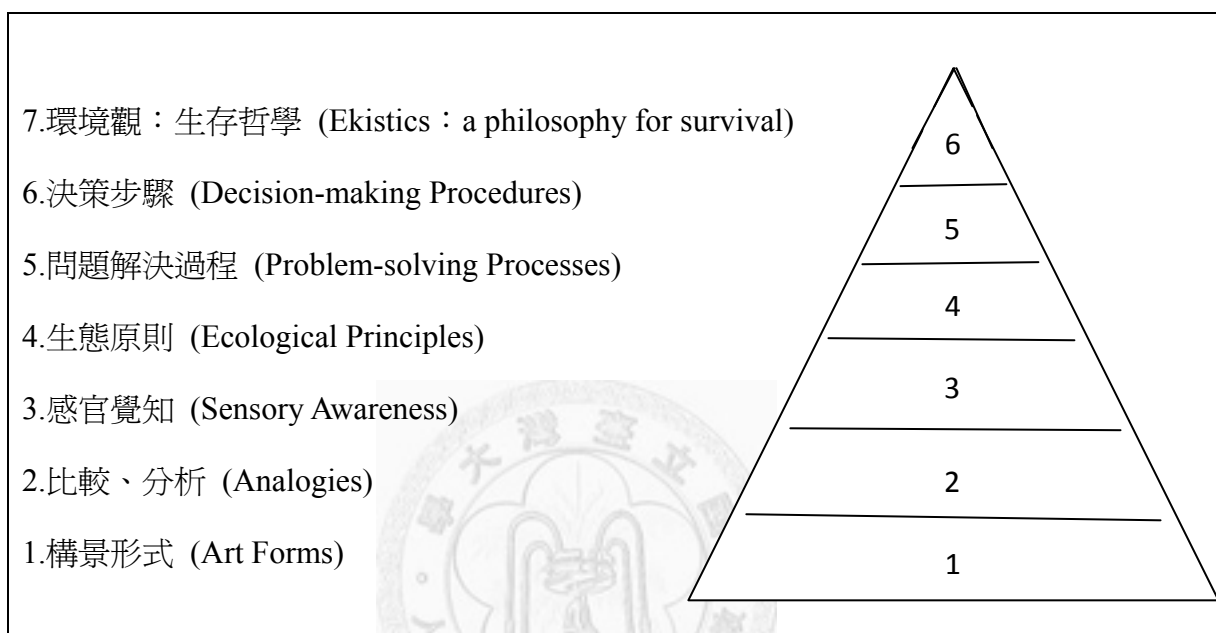 7.環境觀：生存哲學 (Ekistics：a philosophy for survival)
6.決策步驟 (Decision-making Procedures)
5.問題解決過程 (Problem-solving Processes)
4.生態原則 (Ecological Principles)
3.感官覺知 (Sensory Awareness)
2.比較、分析 (Analogies)
1.構景形式 (Art Forms)
6
5
4
3
2
1